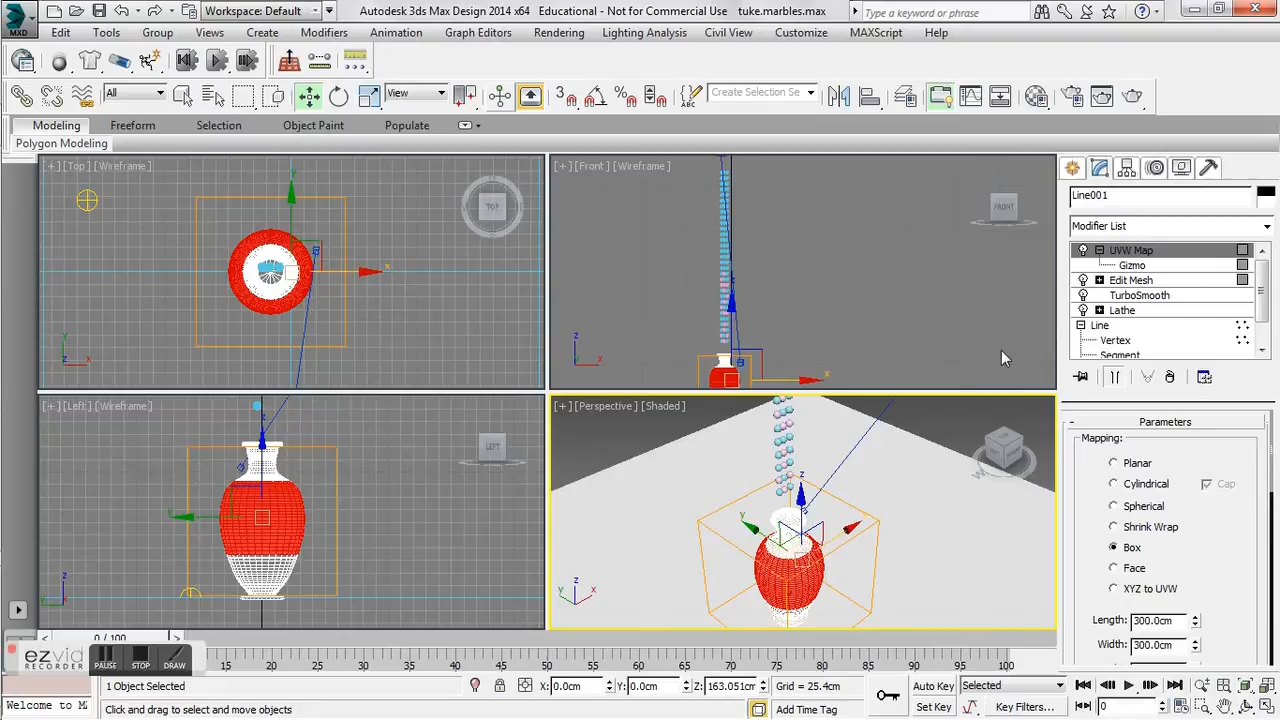 MXD Workspace: Default Autodesk 3ds Max Design 2014 x64 Educational - Not for Commercial Use tuke.marbles.max Type a keyword or phrase
Edit Tools Group Views Create Modifiers Animation Graph Editors Rendering Lighting Analysis Civil View Customize MAXScript Help
All View Create Selection Se
Modeling Freeform Selection Object Paint Populate
Polygon Modeling
[+] [Top] [Wireframe] [+] [Front] [Wireframe]
TOP FRONT
Line001
Modifier List
UVW Map
Gizmo
Edit Mesh
TurboSmooth
Lathe
Line
Vertex
Segment
[+] [Left] [Wireframe] [+] [Perspective] [Shaded]
LEFT
Parameters
Mapping:
Planar
Cylindrical Cap
Spherical
Shrink Wrap
Box
Face
XYZ to UVW
Length: 300.0cm
Width: 300.0cm
0 / 100
ezvid
RECORDER PAUSE STOP DRAW
15 20 25 30 35 40 45 50 55 60 65 70 75 80 85 90 95 100
1 Object Selected X: 0.0cm Y: 0.0cm Z: 163.051cm Grid = 25.4cm Auto Key Selected
Welcome to M Click and drag to select and move objects Add Time Tag Set Key Key Filters... 0